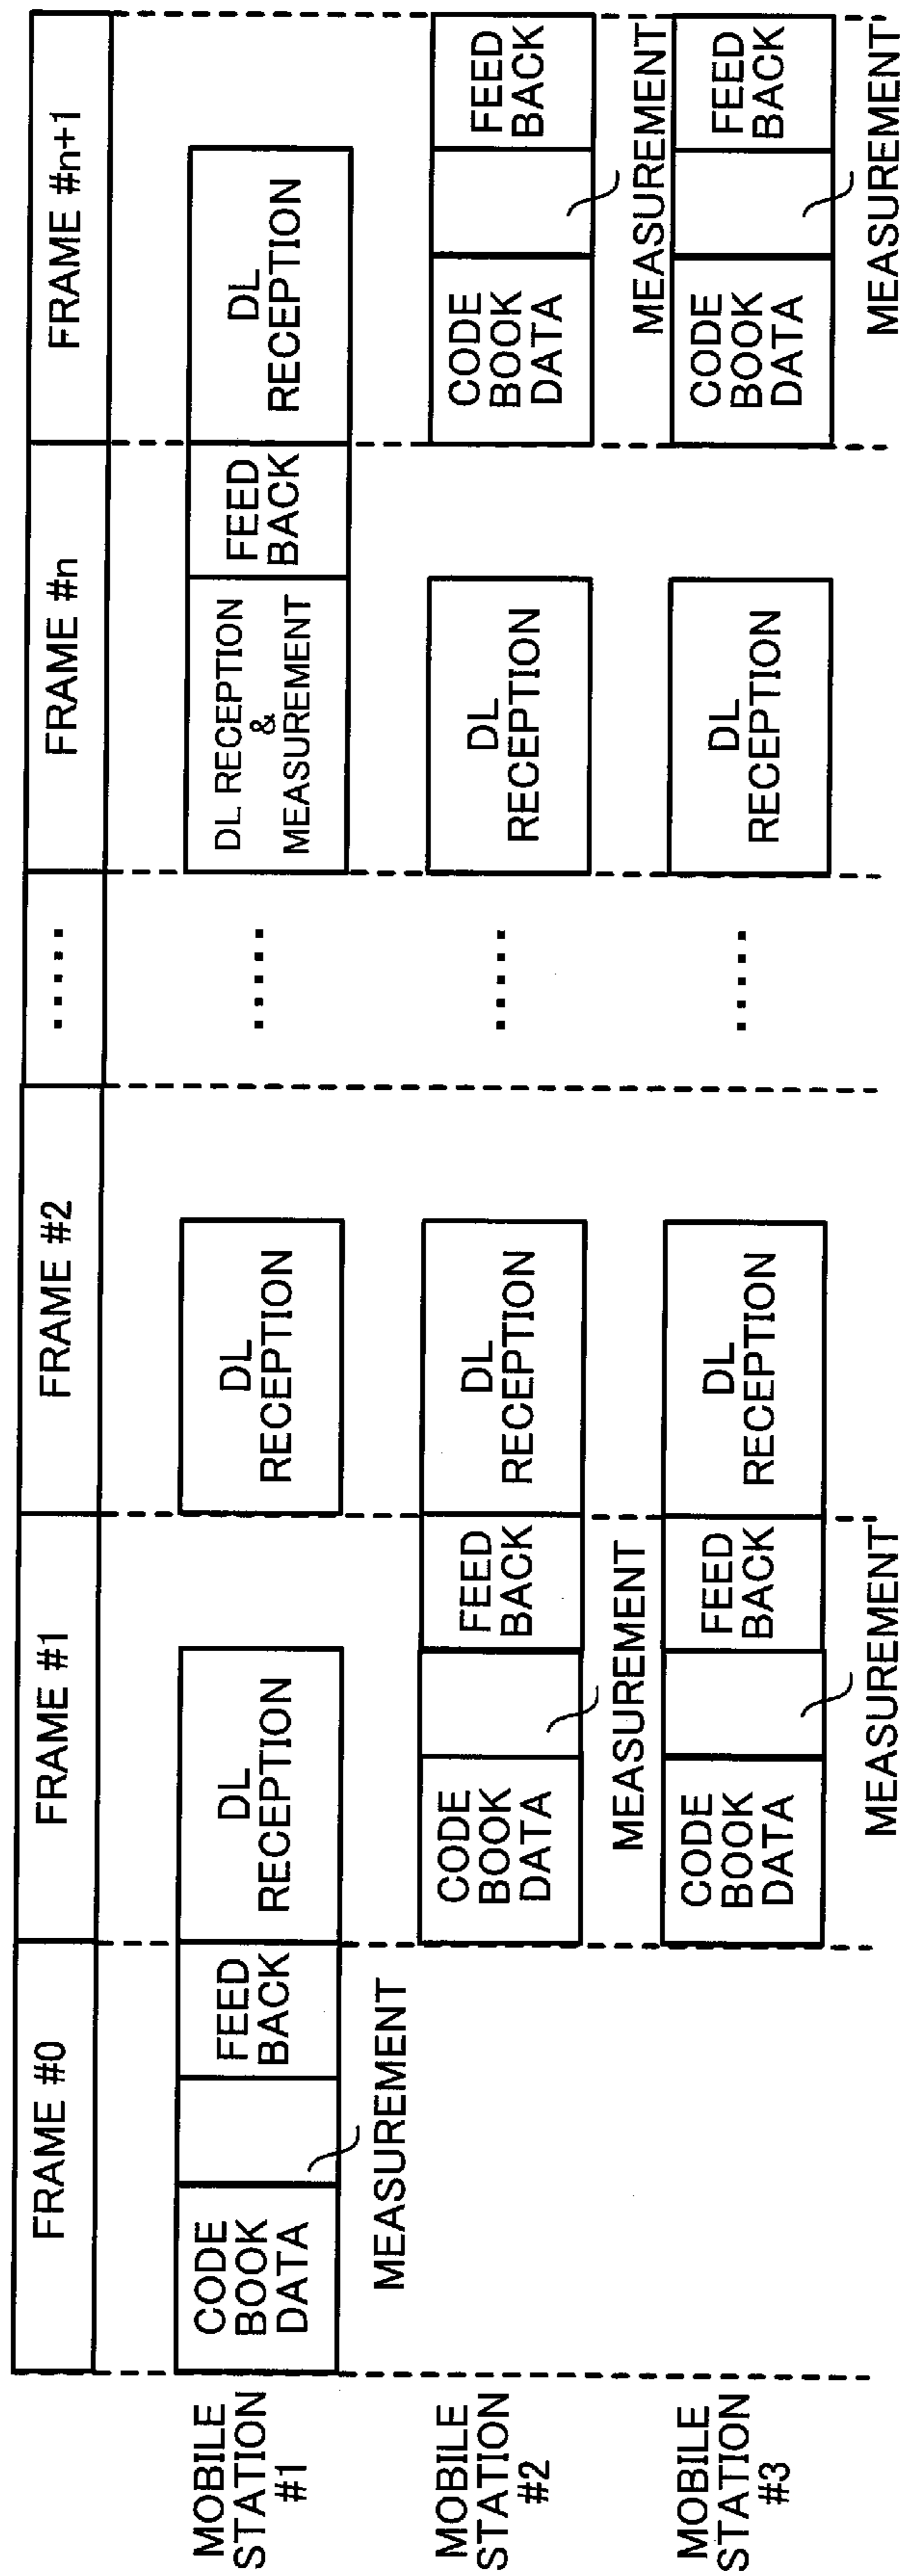 FRAME #0
FRAME #1
FRAME #2
.....
FRAME #n
FRAME #n+1
MOBILE
STATION
#1
CODE
BOOK
DATA
MEASUREMENT
FEED
BACK
DL
RECEPTION
DL
RECEPTION
.....
DL RECEPTION
&
MEASUREMENT
FEED
BACK
DL
RECEPTION
MOBILE
STATION
#2
CODE
BOOK
DATA
MEASUREMENT
FEED
BACK
DL
RECEPTION
.....
DL
RECEPTION
CODE
BOOK
DATA
MEASUREMENT
FEED
BACK
MOBILE
STATION
#3
CODE
BOOK
DATA
MEASUREMENT
FEED
BACK
DL
RECEPTION
.....
DL
RECEPTION
CODE
BOOK
DATA
MEASUREMENT
FEED
BACK